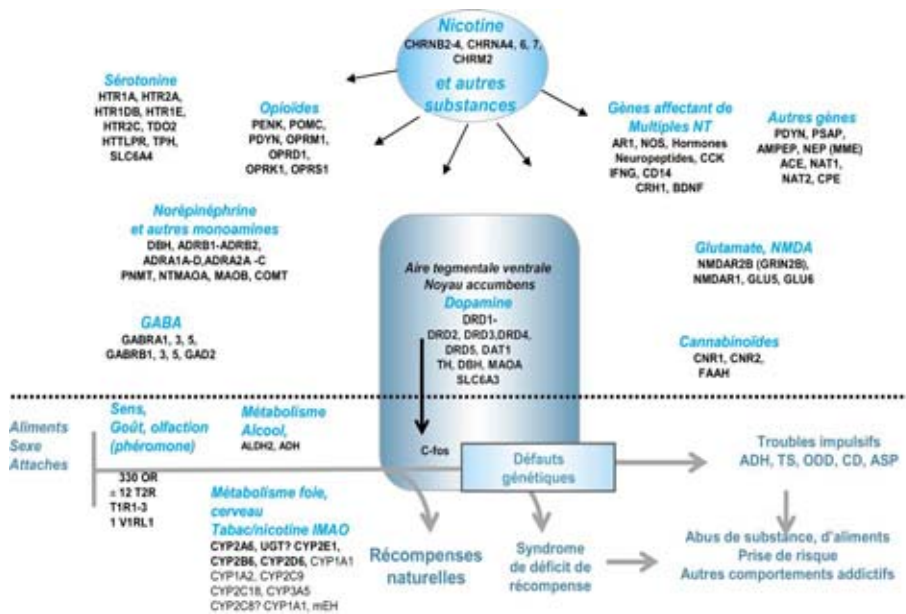 Nicotine
CHRNB2-4, CHRNA4, 6, 7,
CHRM2
et autres
substances
Sérotonine
HTR1A, HTR2A,
HTR1DB, HTR1E,
HTR2C, TDO2
HTTLPR, TPH,
SLC6A4
Opioïdes
PENK, POMC,
PDYN, OPRM1,
OPRD1,
OPRK1, OPRS1
Gènes affectant de
Multiples NT
AR1, NOS, Hormones
Neuropeptides, CCK
IFNG, CD14
CRH1, BDNF
Autres gènes
PDYN, PSAP,
AMPEP, NEP (MME)
ACE, NAT1,
NAT2, CPE
Norépinéphrine
et autres monoamines
DBH, ADRB1-ADRB2,
ADRA1A-D,ADRA2A -C
PNMT, NTMAOA, MAOB, COMT
Aire tegmentale ventrale
Noyau accumbens
Dopamine
DRD1-
DRD2, DRD3,DRD4,
DRD5, DAT1
TH, DBH, MAOA
SLC6A3
Glutamate, NMDA
NMDAR2B (GRIN2B),
NMDAR1, GLU5, GLU6
GABA
GABRA1, 3, 5,
GABRB1, 3, 5, GAD2
Cannabinoïdes
CNR1, CNR2,
FAAH
Aliments
Sexe
Attaches
Sens,
Goût, olfaction
(phéromone)
330 OR
± 12 T2R
T1R1-3
1 V1RL1
Métabolisme
Alcool,
ALDH2, ADH
C-fos
Défauts
génétiques
Troubles impulsifs
ADH, TS, ODD, CD, ASP
Métabolisme foie,
cerveau
Tabac/nicotine IMAO
CYP2A6, UGT? CYP2E1,
CYP2B6, CYP2D6, CYP1A1
CYP1A2, CYP2C9
CYP2C18, CYP3A5
CYP2C8? CYP1A1, mEH
Récompenses
naturelles
Syndrome
de déficit de
récompense
Abus de substance, d'aliments
Prise de risque
Autres comportements addictifs